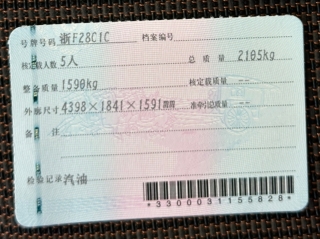 号牌号码 浙F28C1C 档案编号
核定载人数 5人 总质量 2105kg
整备质量 1590kg 核定载质量 --
外廓尺寸 4398×1841×1591mm 准牵引总质量 --
备注
检验记录 汽油
*3300031155828*